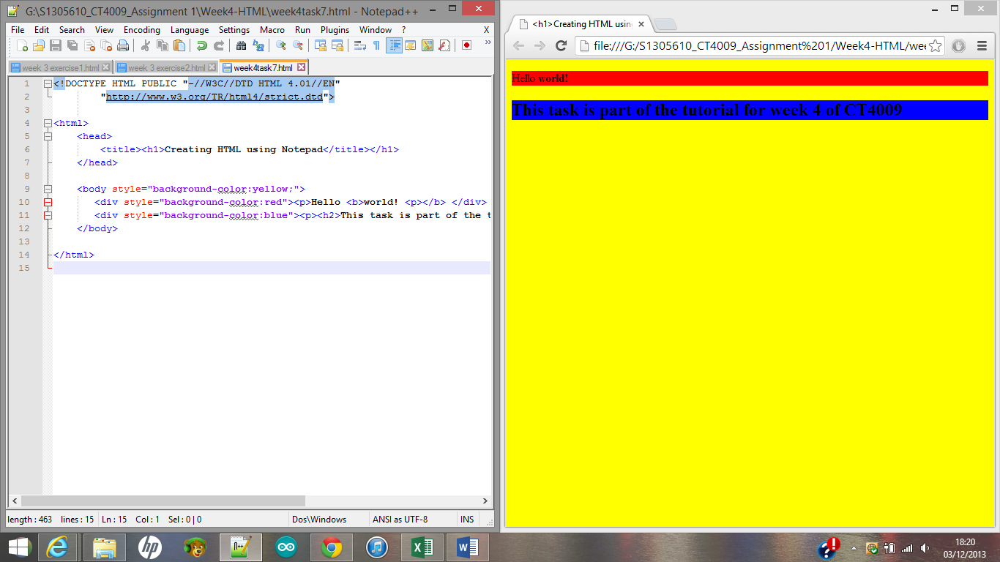 G:\S1305610_CT4009_Assignment 1\Week4-HTML\week4task7.html - Notepad++
File Edit Search View Encoding Language Settings Macro Run Plugins Window ? X
week 3 exercise1.html week 3 exercise2.html week4task7.html
1 <!DOCTYPE HTML PUBLIC "-//W3C//DTD HTML 4.01//EN"
2 "http://www.w3.org/TR/html4/strict.dtd">
3
4 <html>
5 <head>
6 <title><h1>Creating HTML using Notepad</title></h1>
7 </head>
8
9 <body style="background-color:yellow;">
10 <div style="background-color:red"><p>Hello <b>world! <p></b> </div>
11 <div style="background-color:blue"><p><h2>This task is part of the t
12 </body>
13
14 </html>
15
length : 463 lines : 15 Ln : 15 Col : 1 Sel : 0 | 0 Dos\Windows ANSI as UTF-8 INS
<h1>Creating HTML usin
file:///G:/S1305610_CT4009_Assignment%201/Week4-HTML/wee
Hello world!
This task is part of the tutorial for week 4 of CT4009
18:20
03/12/2013